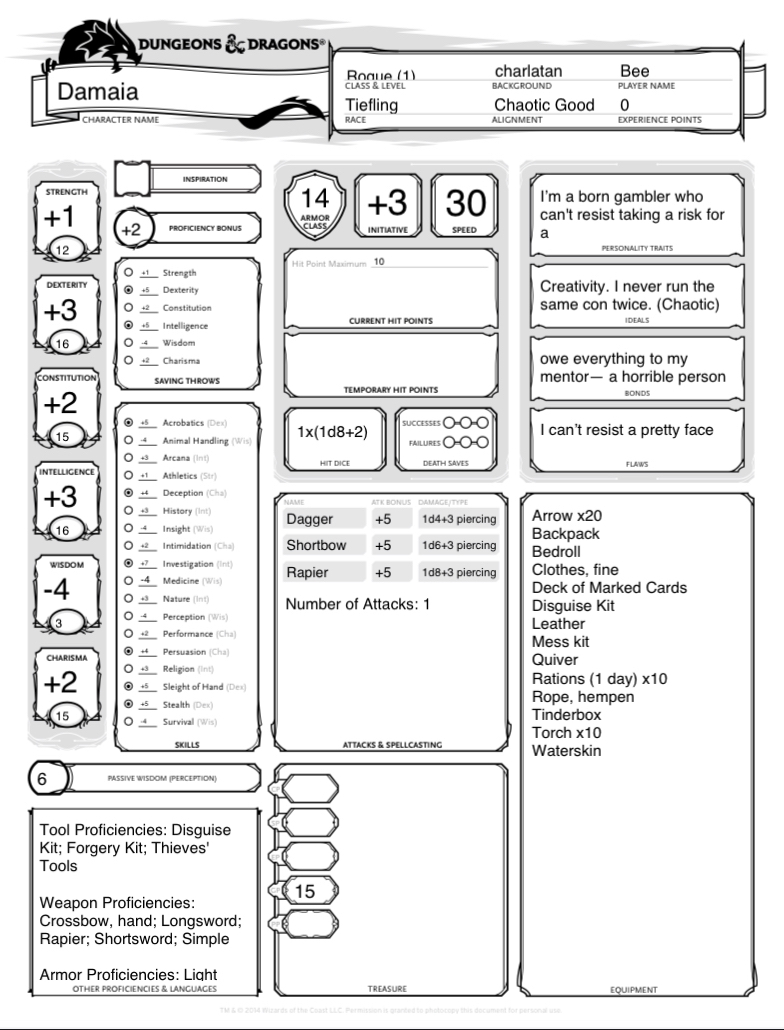 DUNGEONS & DRAGONS®
Damaia
CHARACTER NAME
Rogue (1) charlatan Bee
CLASS & LEVEL BACKGROUND PLAYER NAME
Tiefling Chaotic Good 0
RACE ALIGNMENT EXPERIENCE POINTS
STRENGTH
+1
12
DEXTERITY
+3
16
CONSTITUTION
+2
15
INTELLIGENCE
+3
16
WISDOM
-4
3
CHARISMA
+2
15
INSPIRATION
+2 PROFICIENCY BONUS
+1 Strength
+5 Dexterity
+2 Constitution
+5 Intelligence
-4 Wisdom
+2 Charisma
SAVING THROWS
+5 Acrobatics (Dex)
-4 Animal Handling (Wis)
+3 Arcana (Int)
+1 Athletics (Str)
+4 Deception (Cha)
+3 History (Int)
-4 Insight (Wis)
+2 Intimidation (Cha)
+7 Investigation (Int)
-4 Medicine (Wis)
+3 Nature (Int)
-4 Perception (Wis)
+2 Performance (Cha)
+4 Persuasion (Cha)
+3 Religion (Int)
+5 Sleight of Hand (Dex)
+5 Stealth (Dex)
-4 Survival (Wis)
SKILLS
6 PASSIVE WISDOM (PERCEPTION)
Tool Proficiencies: Disguise
Kit; Forgery Kit; Thieves'
Tools
Weapon Proficiencies:
Crossbow, hand; Longsword;
Rapier; Shortsword; Simple
Armor Proficiencies: Light
OTHER PROFICIENCIES & LANGUAGES
14
ARMOR
CLASS
+3
INITIATIVE
30
SPEED
Hit Point Maximum 10
CURRENT HIT POINTS
TEMPORARY HIT POINTS
1x(1d8+2)
HIT DICE
SUCCESSES
FAILURES
DEATH SAVES
NAME ATK BONUS DAMAGE/TYPE
Dagger +5 1d4+3 piercing
Shortbow +5 1d6+3 piercing
Rapier +5 1d8+3 piercing
Number of Attacks: 1
ATTACKS & SPELLCASTING
CP
SP
EP
GP 15
PP
TREASURE
I'm a born gambler who
can't resist taking a risk for
a
PERSONALITY TRAITS
Creativity. I never run the
same con twice. (Chaotic)
IDEALS
owe everything to my
mentor— a horrible person
BONDS
I can't resist a pretty face
FLAWS
Arrow x20
Backpack
Bedroll
Clothes, fine
Deck of Marked Cards
Disguise Kit
Leather
Mess kit
Quiver
Rations (1 day) x10
Rope, hempen
Tinderbox
Torch x10
Waterskin
EQUIPMENT
TM & © 2014 Wizards of the Coast LLC. Permission is granted to photocopy this document for personal use.